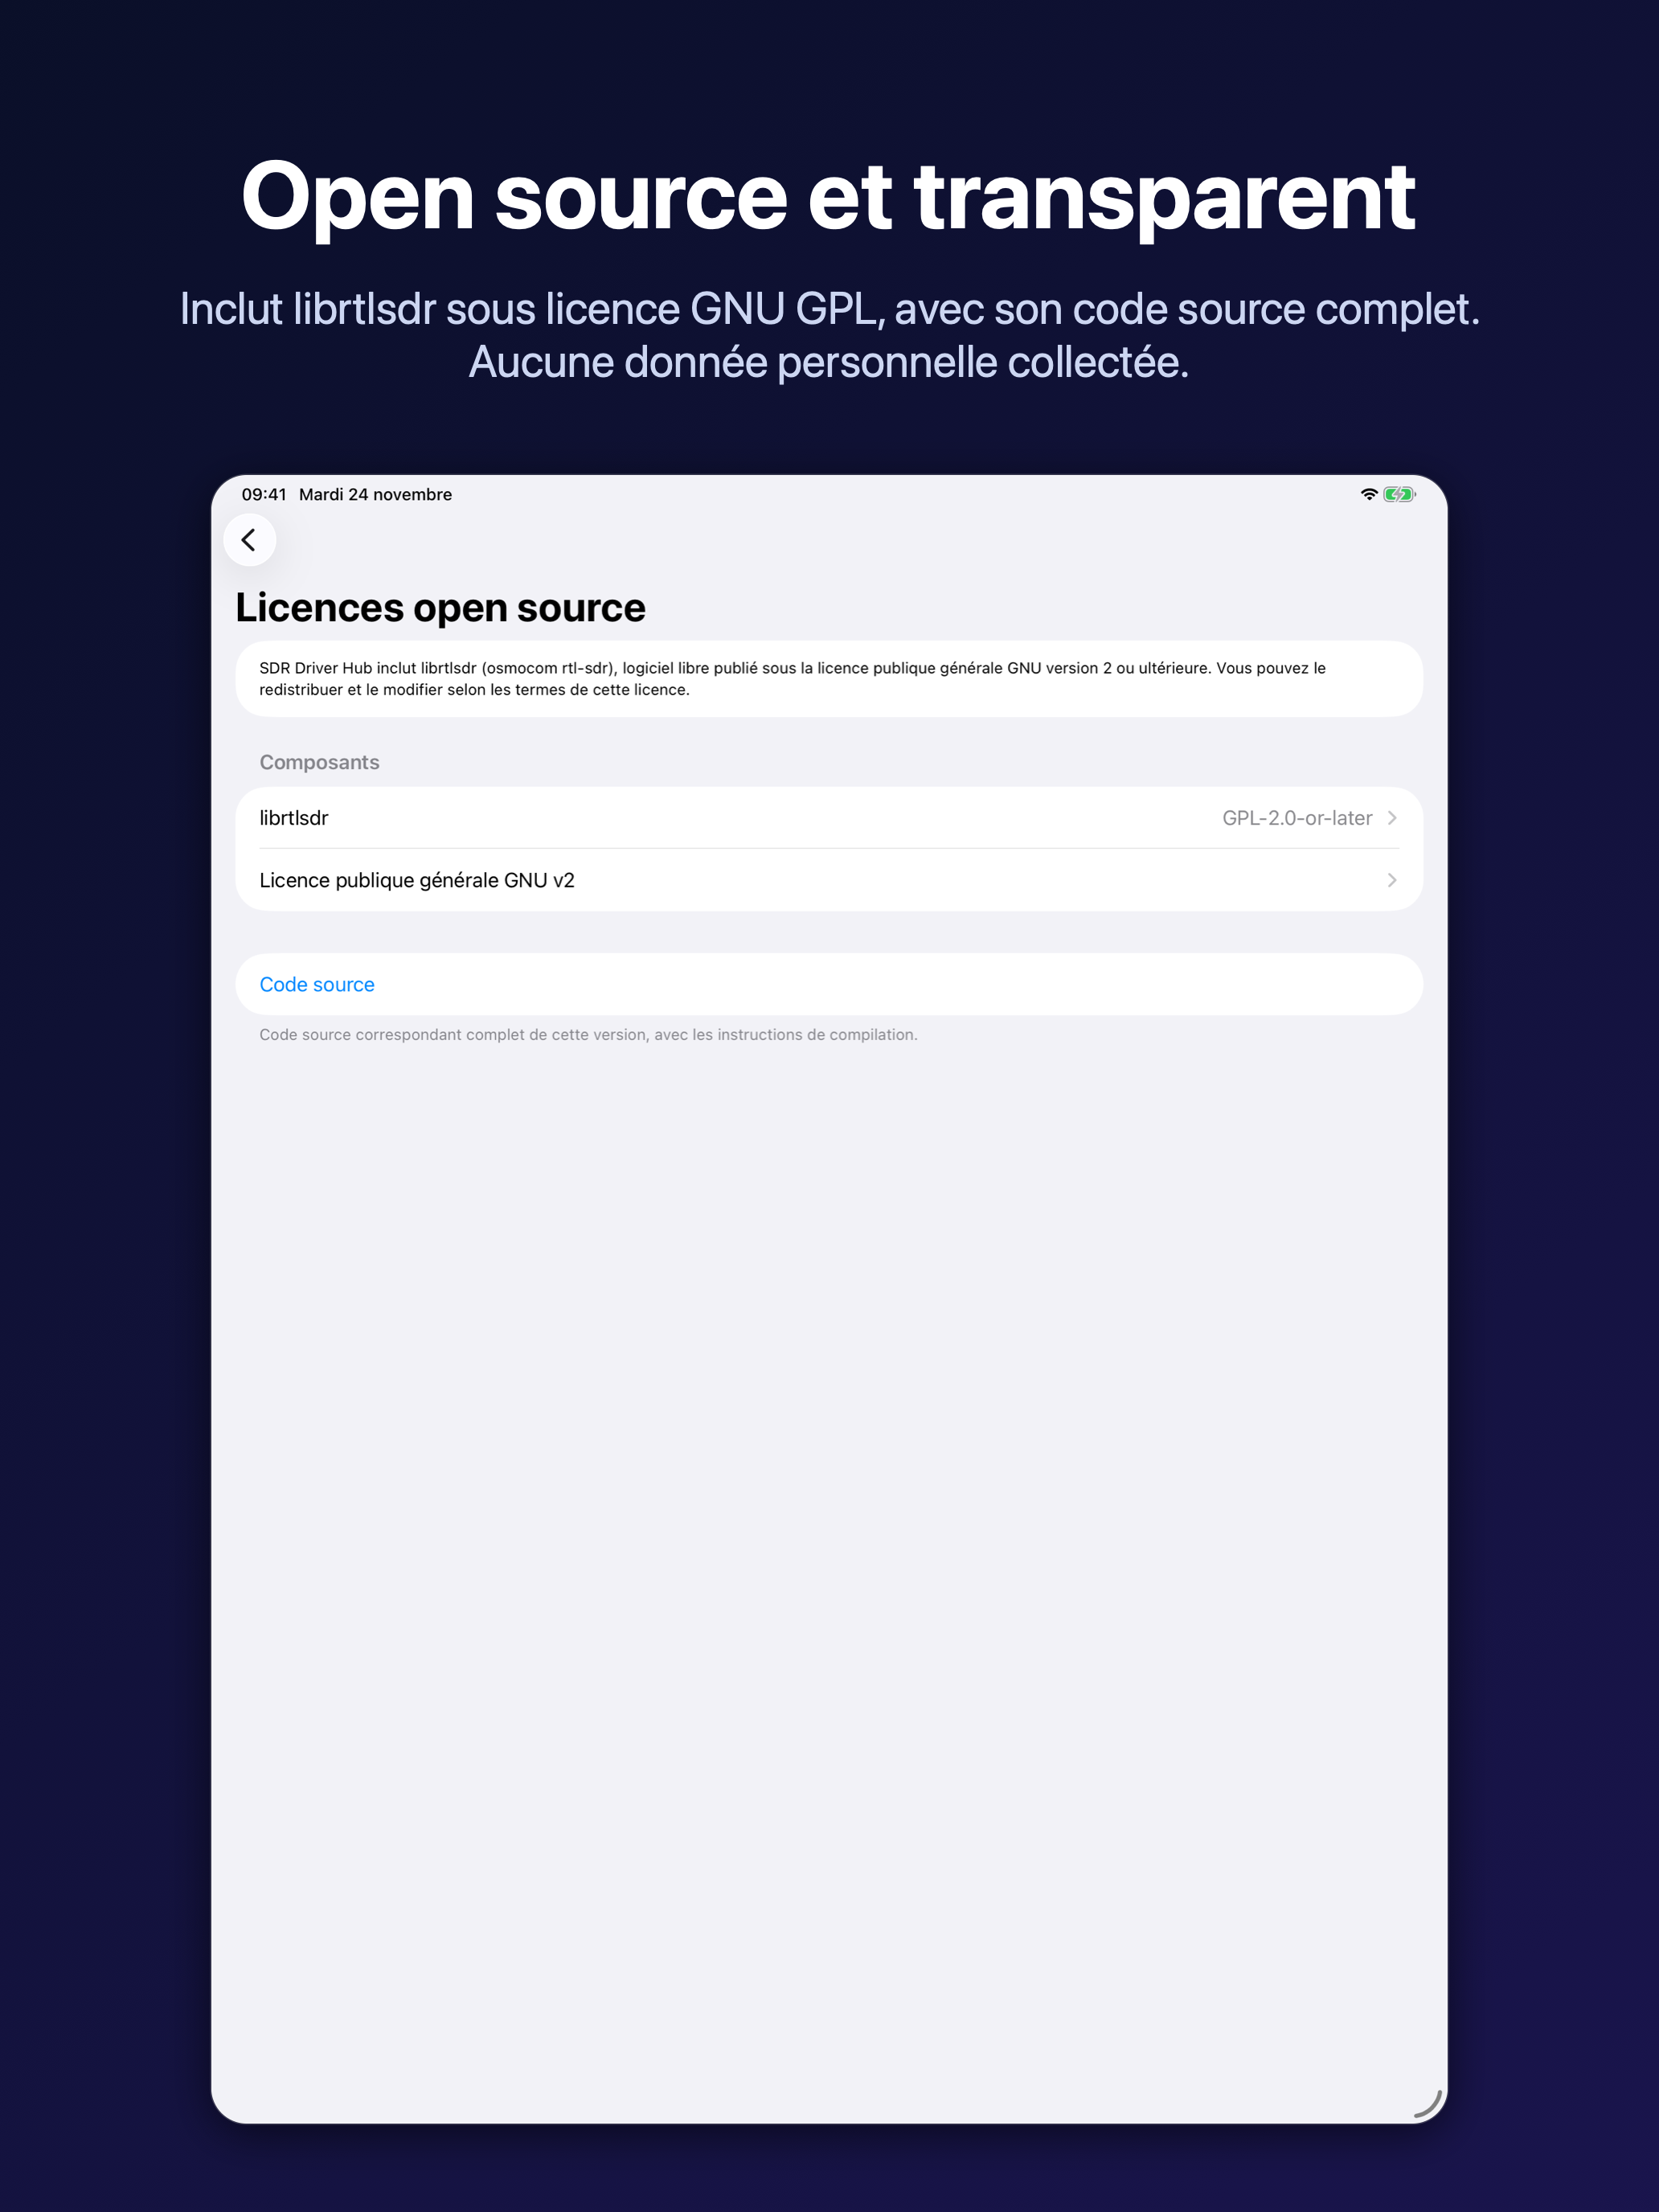 Open source et transparent
Inclut librtlsdr sous licence GNU GPL, avec son code source complet.
Aucune donnée personnelle collectée.
09:41 Mardi 24 novembre
Licences open source
SDR Driver Hub inclut librtlsdr (osmocom rtl-sdr), logiciel libre publié sous la licence publique générale GNU version 2 ou ultérieure. Vous pouvez le
redistribuer et le modifier selon les termes de cette licence.
Composants
librtlsdr GPL-2.0-or-later
Licence publique générale GNU v2
Code source
Code source correspondant complet de cette version, avec les instructions de compilation.